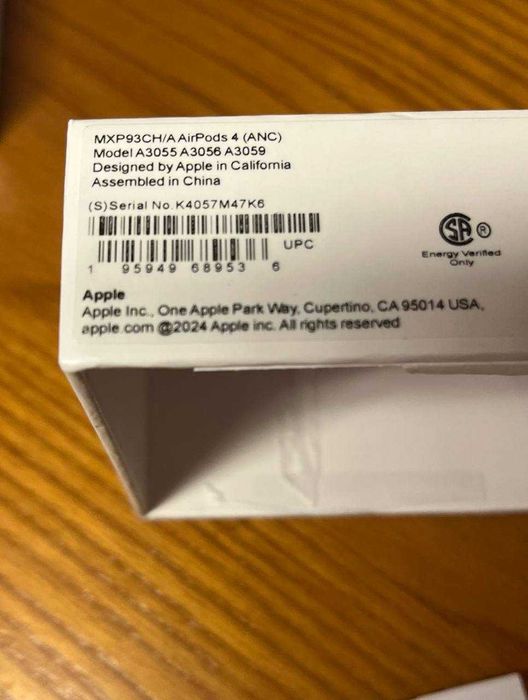 MXP93CH/A AirPods 4 (ANC)
Model A3055 A3056 A3059
Designed by Apple in California
Assembled in China
(S) Serial No. K4057M47K6
UPC
1 95949 68953 6
SA ®
Energy Verified
Only
Apple
Apple Inc., One Apple Park Way, Cupertino, CA 95014 USA.
apple.com @2024 Apple inc. All rights reserved